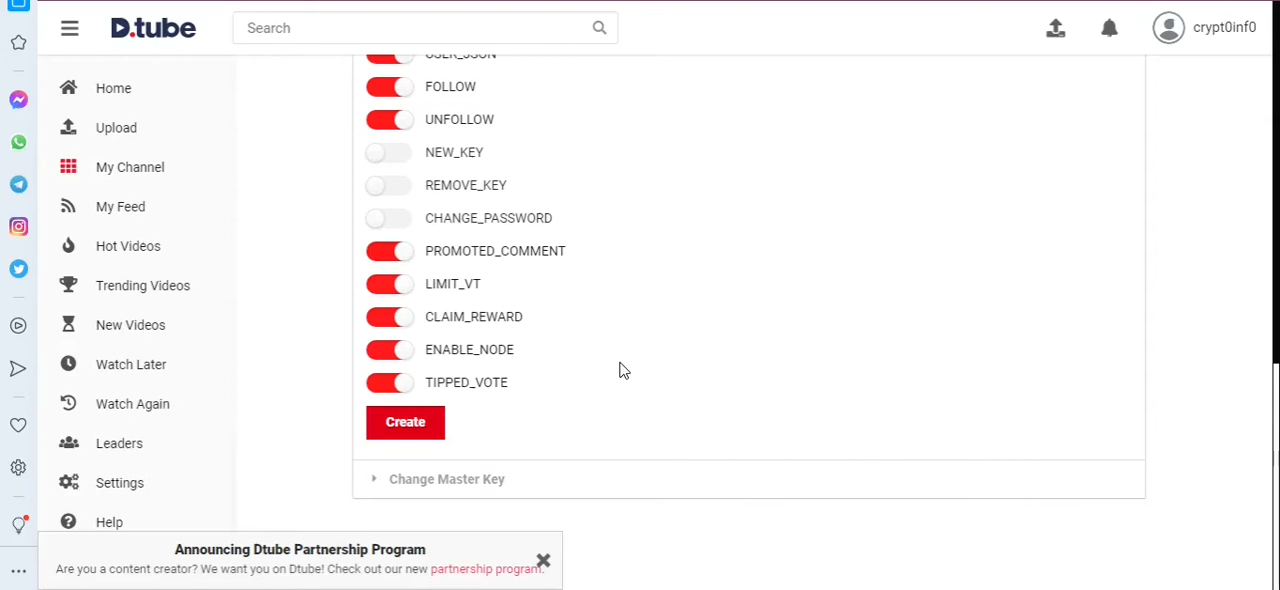 D.tube
Search
crypt0inf0
Home
Upload
My Channel
My Feed
Hot Videos
Trending Videos
New Videos
Watch Later
Watch Again
Leaders
Settings
Help
USER_JSON
FOLLOW
UNFOLLOW
NEW_KEY
REMOVE_KEY
CHANGE_PASSWORD
PROMOTED_COMMENT
LIMIT_VT
CLAIM_REWARD
ENABLE_NODE
TIPPED_VOTE
Create
Change Master Key
Announcing Dtube Partnership Program
Are you a content creator? We want you on Dtube! Check out our new partnership program.